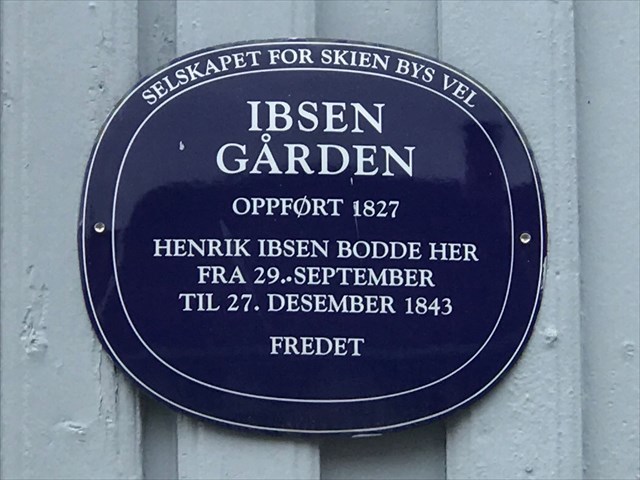 SELSKAPET FOR SKIEN BYS VEL
IBSEN
GÅRDEN
OPPFØRT 1827
HENRIK IBSEN BODDE HER
FRA 29. SEPTEMBER
TIL 27. DESEMBER 1843
FREDET